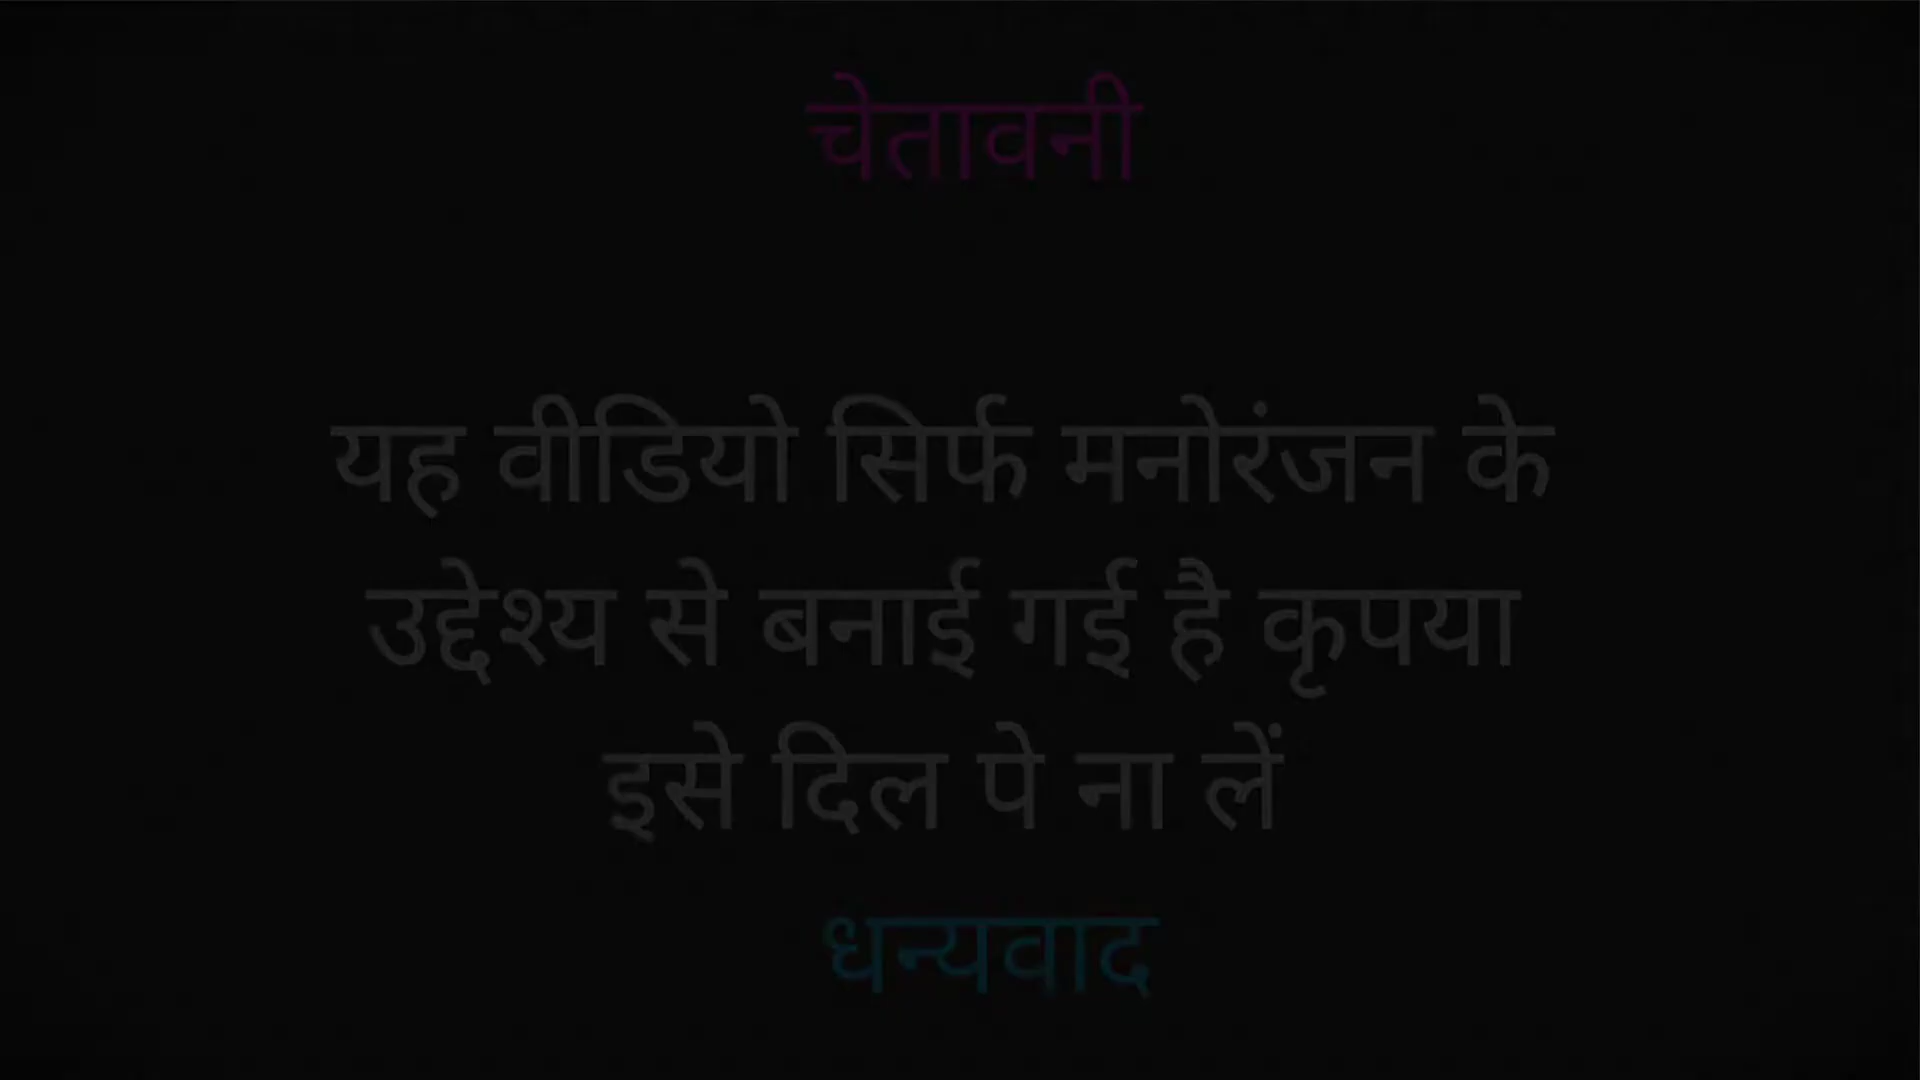 चेतावनी
यह वीडियो सिर्फ मनोरंजन के
उद्देश्य से बनाई गई है कृपया
इसे दिल पे ना लें
धन्यवाद